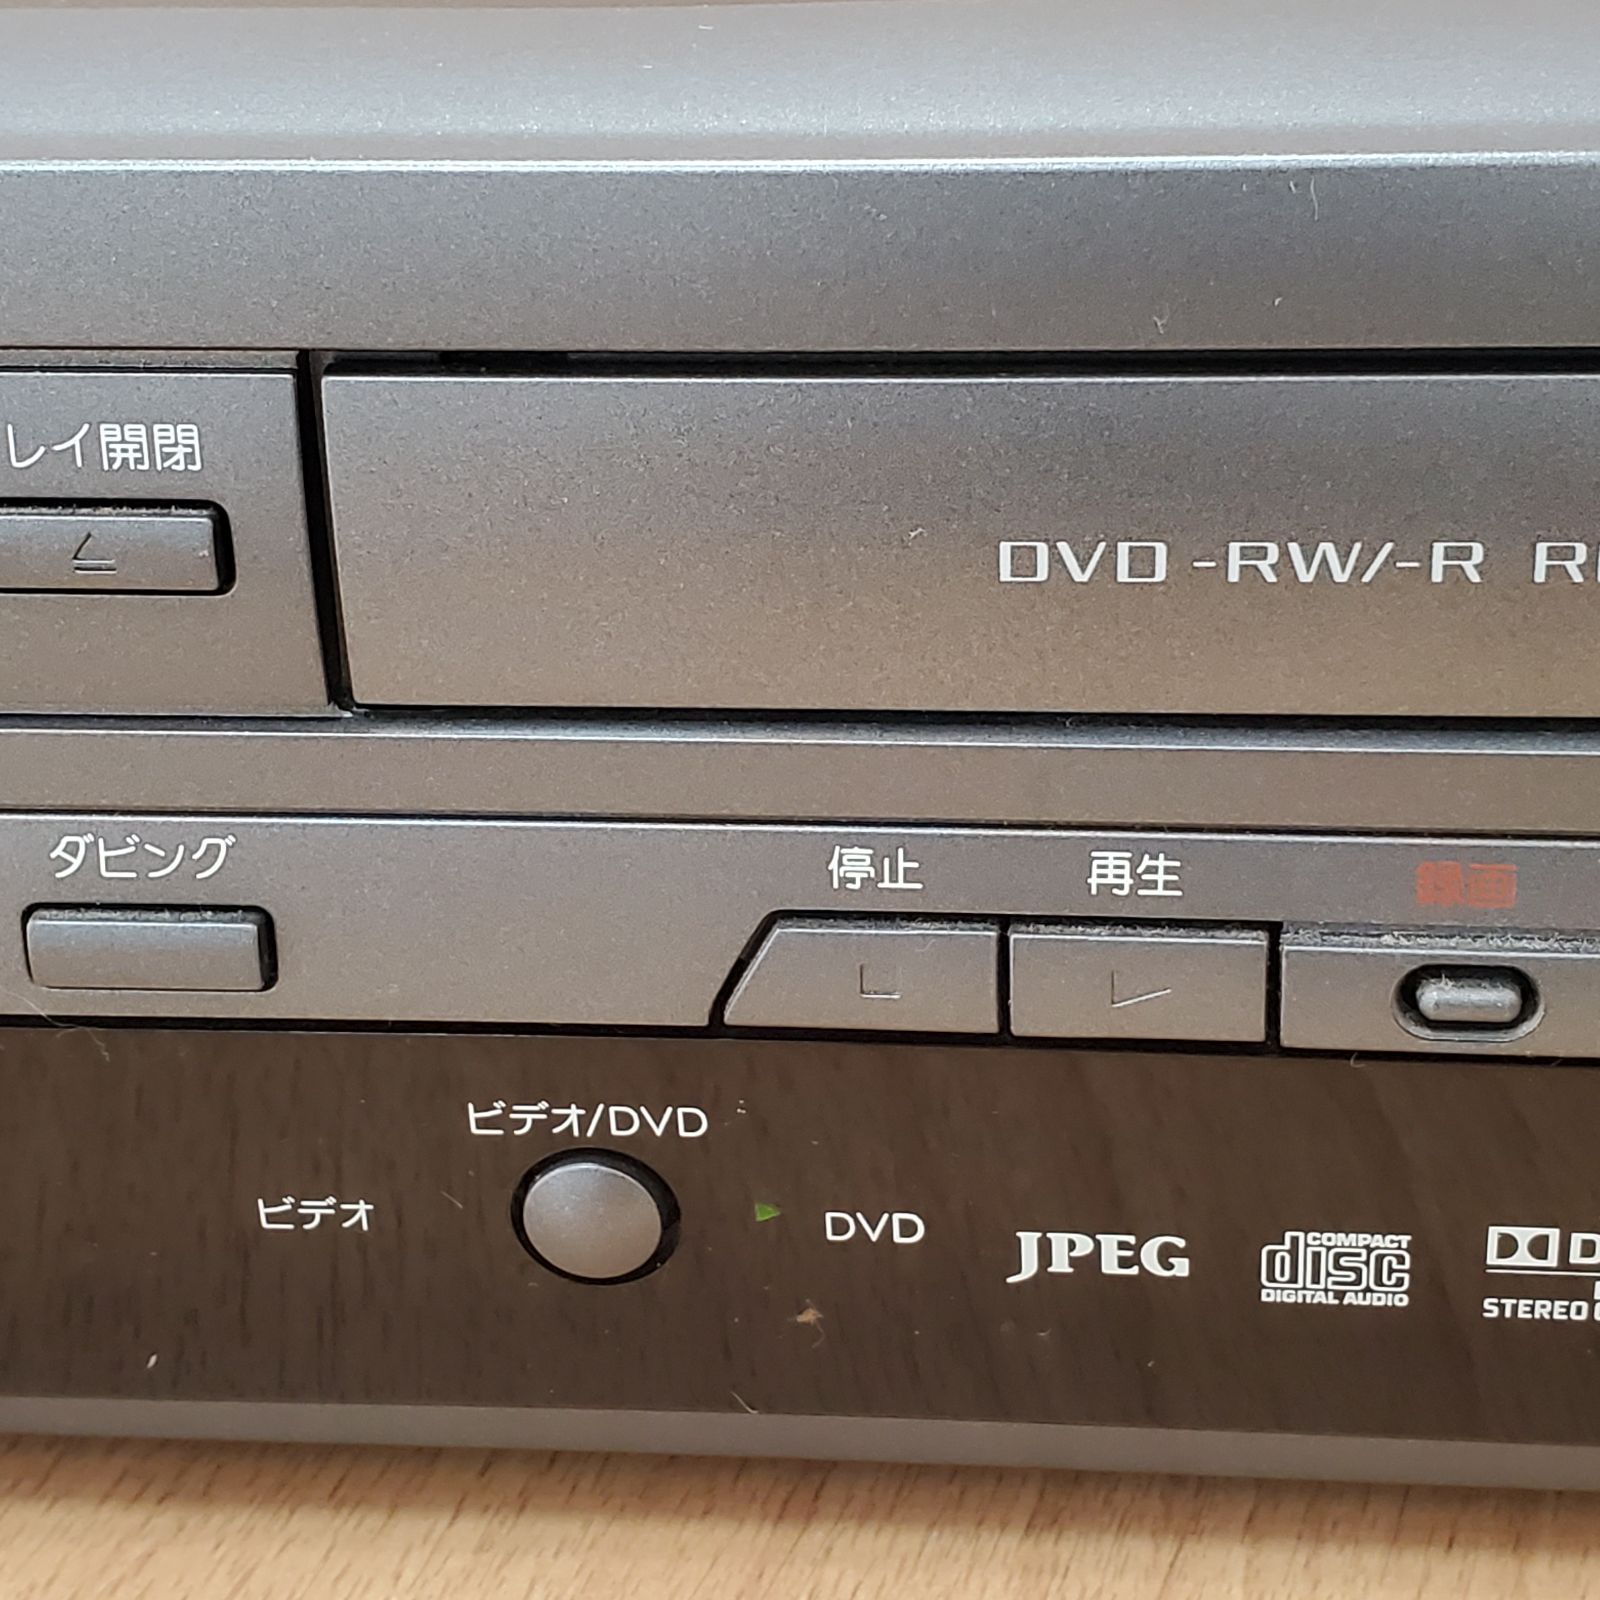 レイ開閉
DVD -RW/-R
ダビング
停止
再生
録画
ビデオ/DVD
ビデオ
DVD
JPEG
COMPACT
disc
DIGITAL AUDIO
STEREO